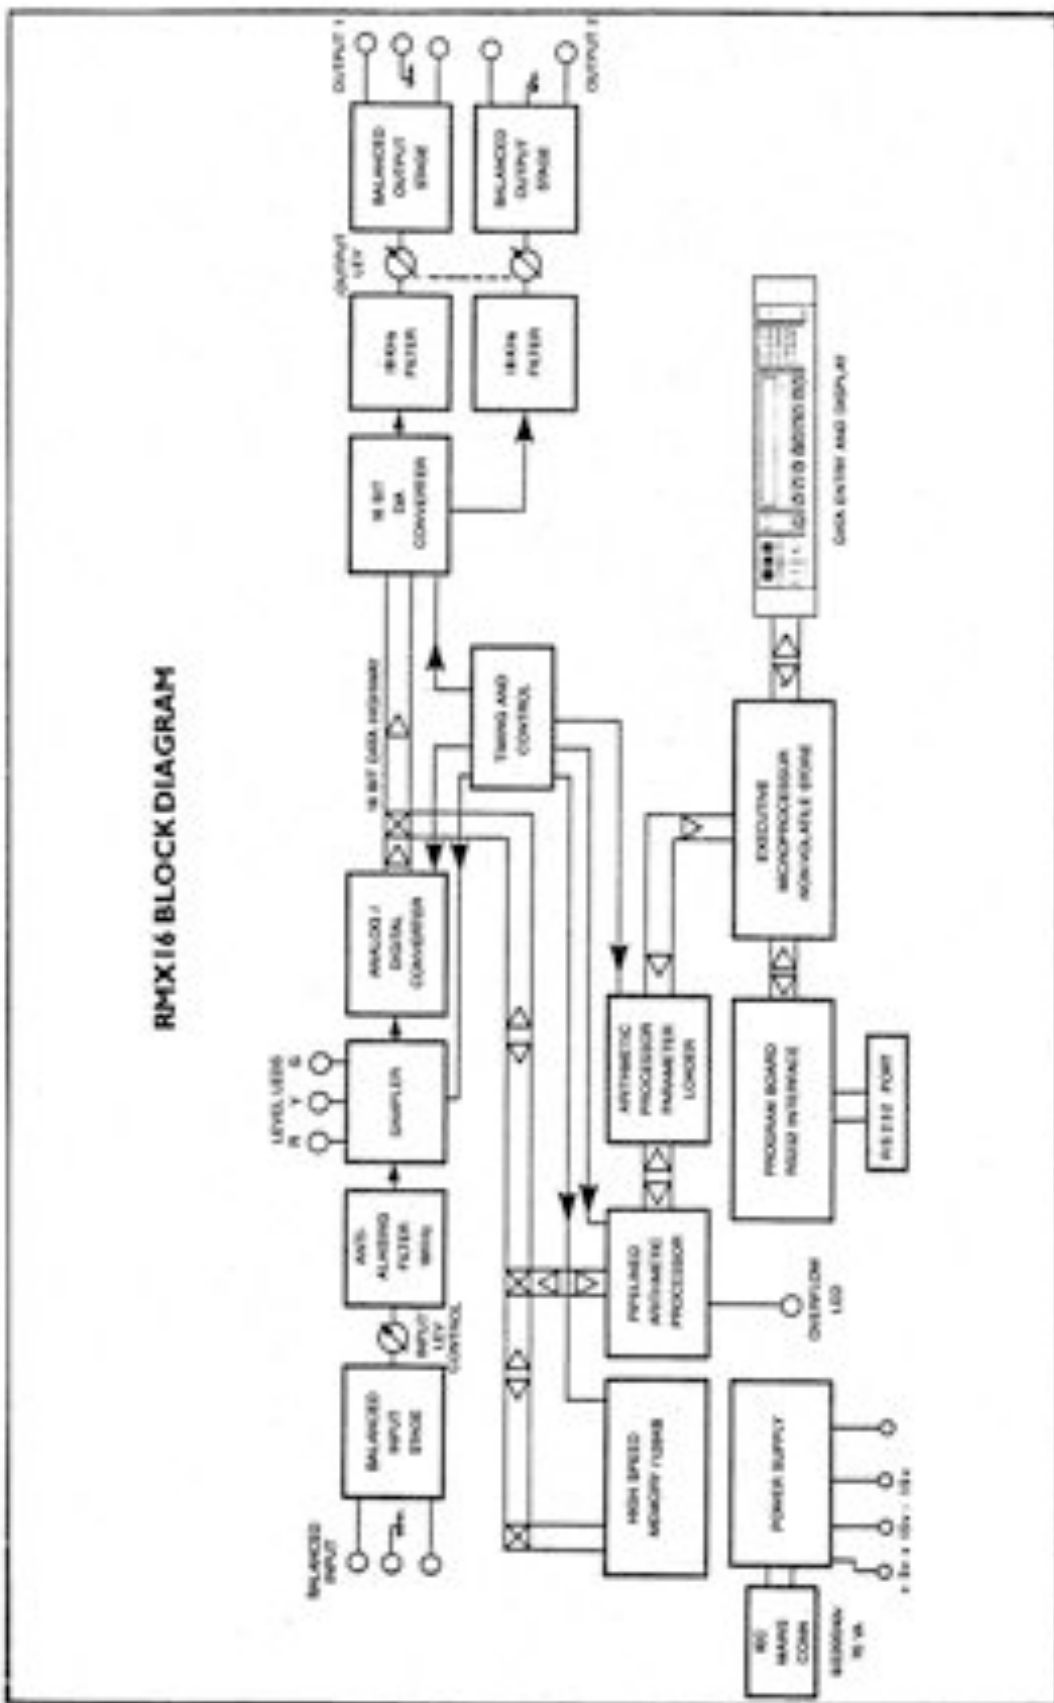 RMX16 BLOCK DIAGRAM
BALANCED
INPUT
BALANCED
INPUT
STAGE
INPUT
LEV
CONTROL
ANTI-
ALIASING
FILTER
LEVEL LEDS
R Y G
SAMPLER
ANALOG /
DIGITAL
CONVERTER
16 BIT DATA HIGHWAY
16 BIT
D/A
CONVERTER
FILTER
OUTPUT
LEV
BALANCED
OUTPUT
STAGE
OUTPUT 1
FILTER
BALANCED
OUTPUT
STAGE
OUTPUT 2
TIMING AND
CONTROL
HIGH SPEED
MEMORY
PIPELINED
ARITHMETIC
PROCESSOR
OVERFLOW
LED
ARITHMETIC
PROCESSOR
PARAMETER
LOADER
POWER SUPPLY
MAINS
CONN
PROGRAM BOARD
RS232 INTERFACE
RS232 PORT
EXECUTIVE
MICROPROCESSOR
NON-VOLATILE STORE
DATA ENTRY AND DISPLAY